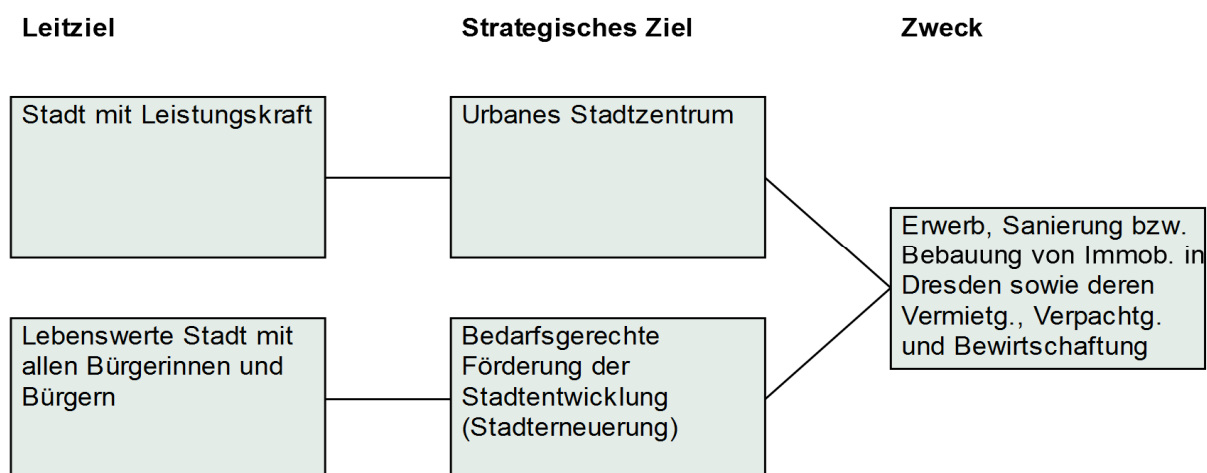 Leitziel
Strategisches Ziel
Zweck
Stadt mit Leistungskraft
Urbanes Stadtzentrum
Erwerb, Sanierung bzw.
Bebauung von Immob. in
Dresden sowie deren
Vermietg., Verpachtg.
und Bewirtschaftung
Lebenswerte Stadt mit
allen Bürgerinnen und
Bürgern
Bedarfsgerechte
Förderung der
Stadtentwicklung
(Stadterneuerung)